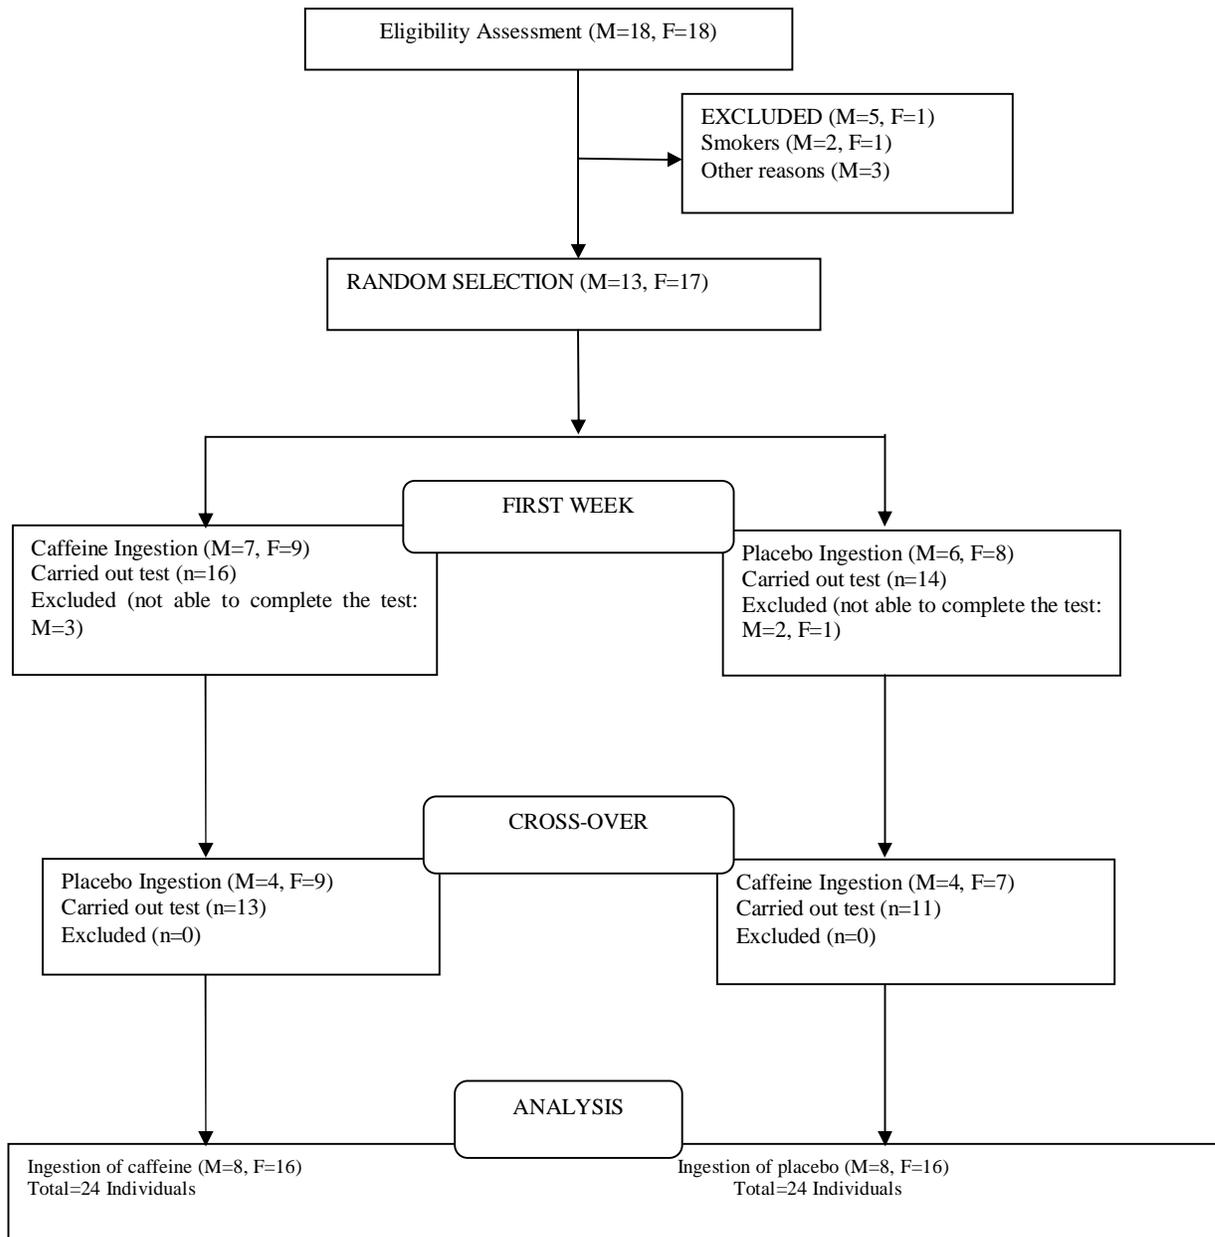 Eligibility Assessment (M=18, F=18)
EXCLUDED (M=5, F=1)
Smokers (M=2, F=1)
Other reasons (M=3)
RANDOM SELECTION (M=13, F=17)
FIRST WEEK
Caffeine Ingestion (M=7, F=9)
Carried out test (n=16)
Excluded (not able to complete the test:
M=3)
Placebo Ingestion (M=6, F=8)
Carried out test (n=14)
Excluded (not able to complete the test:
M=2, F=1)
CROSS-OVER
Placebo Ingestion (M=4, F=9)
Carried out test (n=13)
Excluded (n=0)
Caffeine Ingestion (M=4, F=7)
Carried out test (n=11)
Excluded (n=0)
ANALYSIS
Ingestion of caffeine (M=8, F=16)
Total=24 Individuals
Ingestion of placebo (M=8, F=16)
Total=24 Individuals